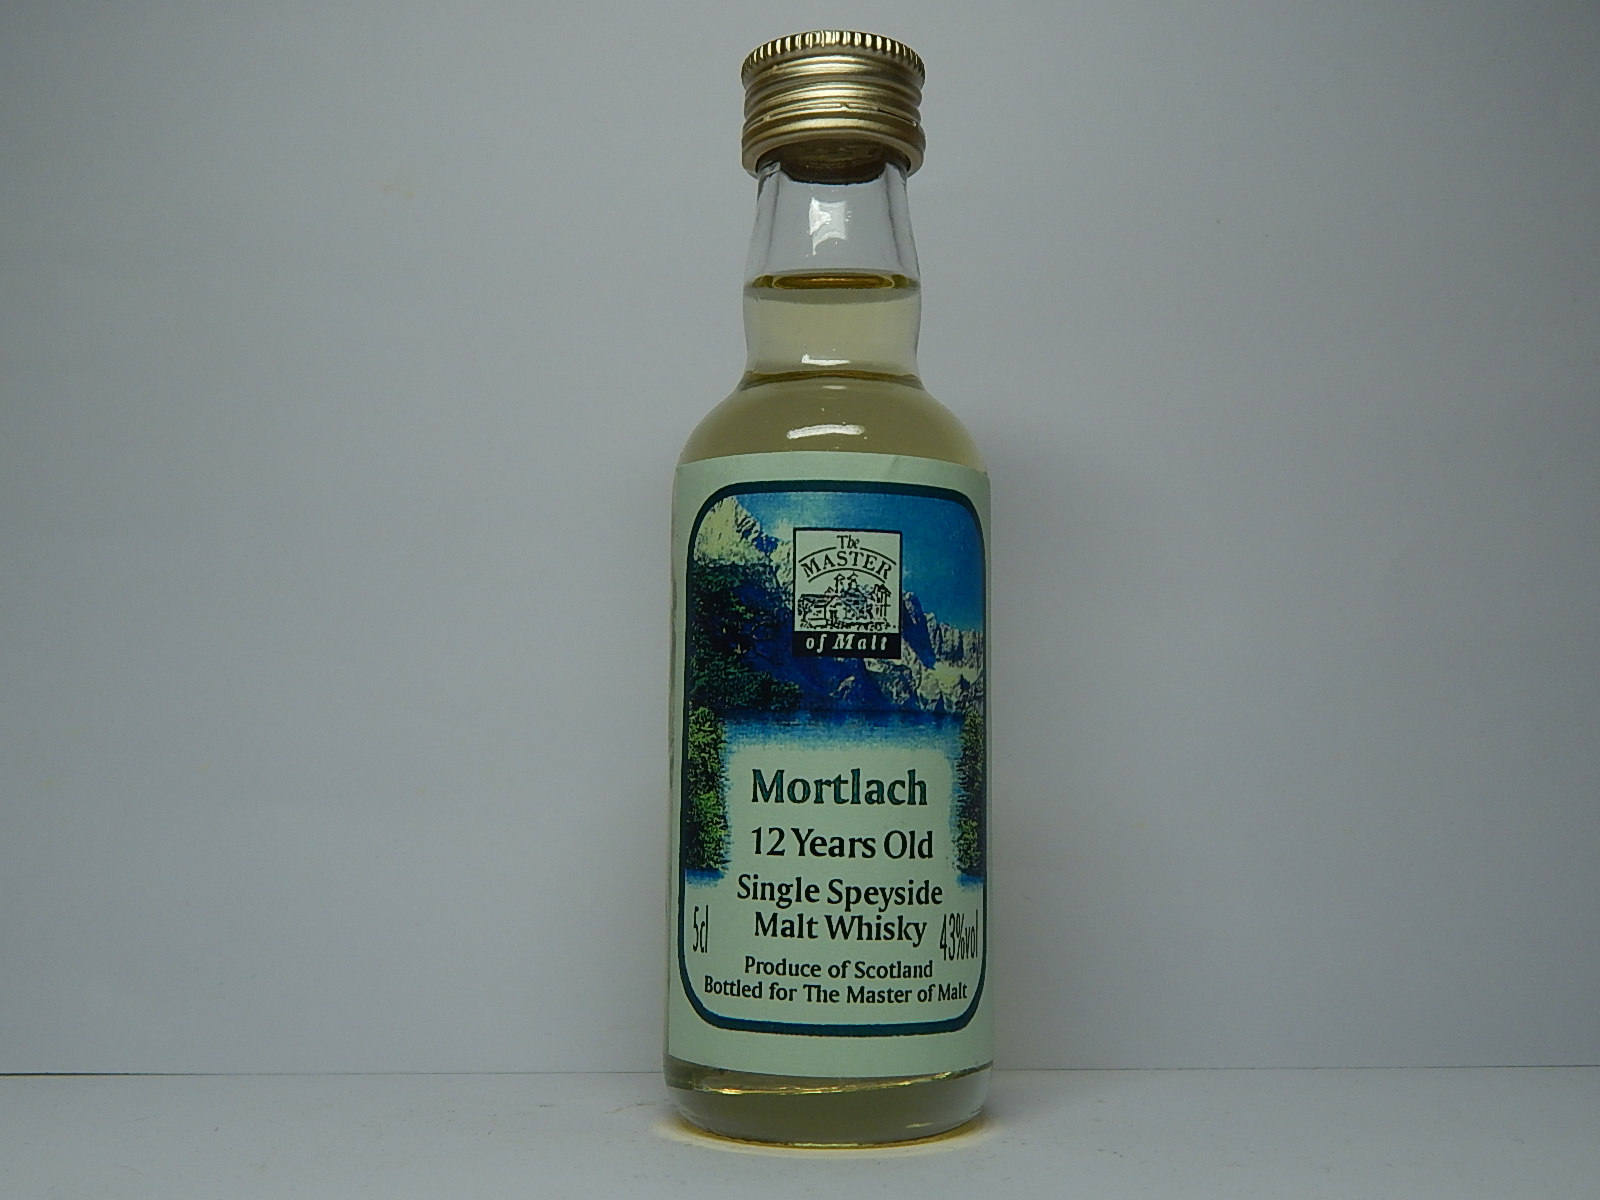 The
MASTER
of Malt
Mortlach
12 Years Old
Single Speyside
Malt Whisky
5cl
43%vol
Produce of Scotland
Bottled for The Master of Malt